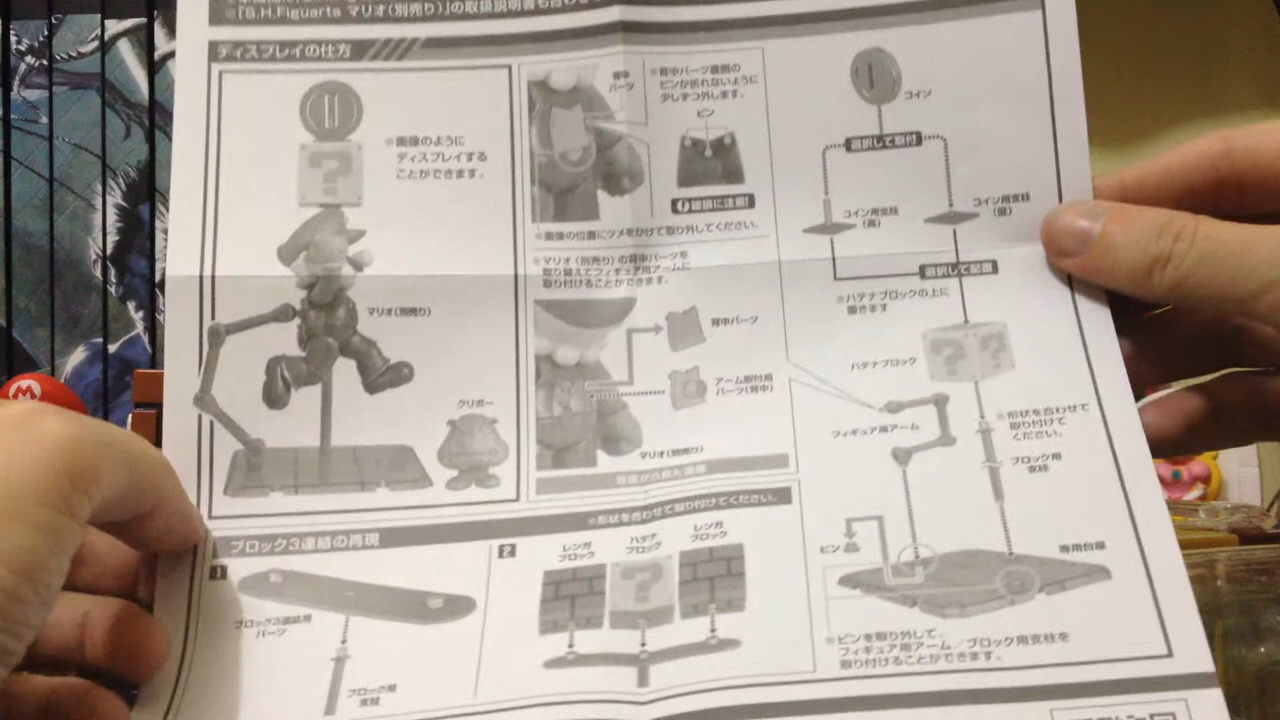 ※「S.H.Figuarts マリオ(別売り)」の取扱説明書も合わせ
ディスプレイの仕方
※画像のように
ディスプレイする
ことができます。
マリオ(別売り)
クリボー
背中
パーツ
※背中パーツ裏側の
ピンが折れないように
少しずつ外します。
ピン
破損に注意!
※画像の位置にツメをかけて取り外してください。
※マリオ(別売り)の背中パーツを
取り替えてフィギュア用アームに
取り付けることができます。
背中パーツ
アーム取付用
パーツ(背中)
マリオ(別売り)
背面から見た画像
コイン
選択して取付
コイン用支柱
(高)
コイン用支柱
(低)
選択して配置
※ハテナブロックの上に
置きます
ハテナブロック
フィギュア用アーム
※形状を合わせて
取り付けて
ください。
ブロック用
支柱
ピン
専用台座
※ピンを取り外して、
フィギュア用アーム/ブロック用支柱を
取り付けることができます。
ブロック3連結の再現
※形状を合わせて取り付けてください。
1
ブロック3連結用
パーツ
ブロック用
支柱
2
レンガ
ブロック
ハテナ
ブロック
レンガ
ブロック
M